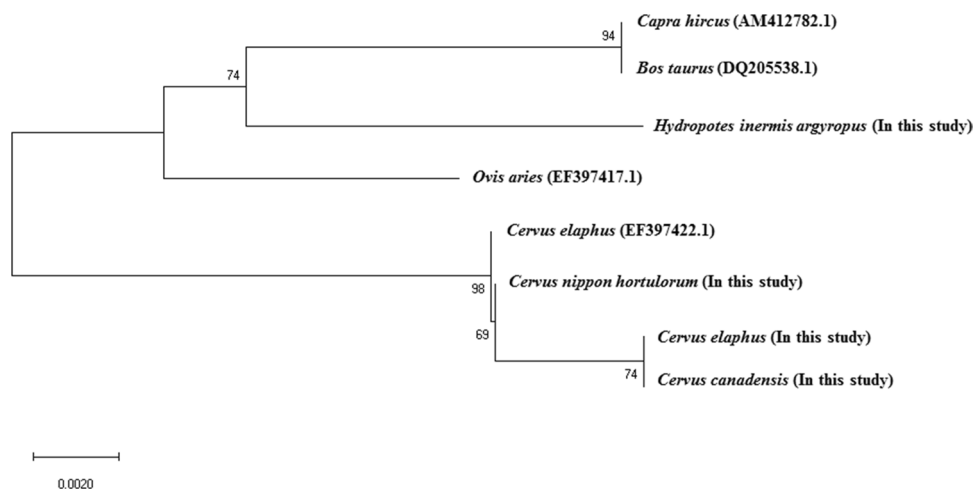 Capra hircus (AM412782.1)
94
Bos taurus (DQ205538.1)
74
Hydropotes inermis argyropus (In this study)
Ovis aries (EF397417.1)
Cervus elaphus (EF397422.1)
Cervus nippon hortulorum (In this study)
98
69
Cervus elaphus (In this study)
74
Cervus canadensis (In this study)
0.0020